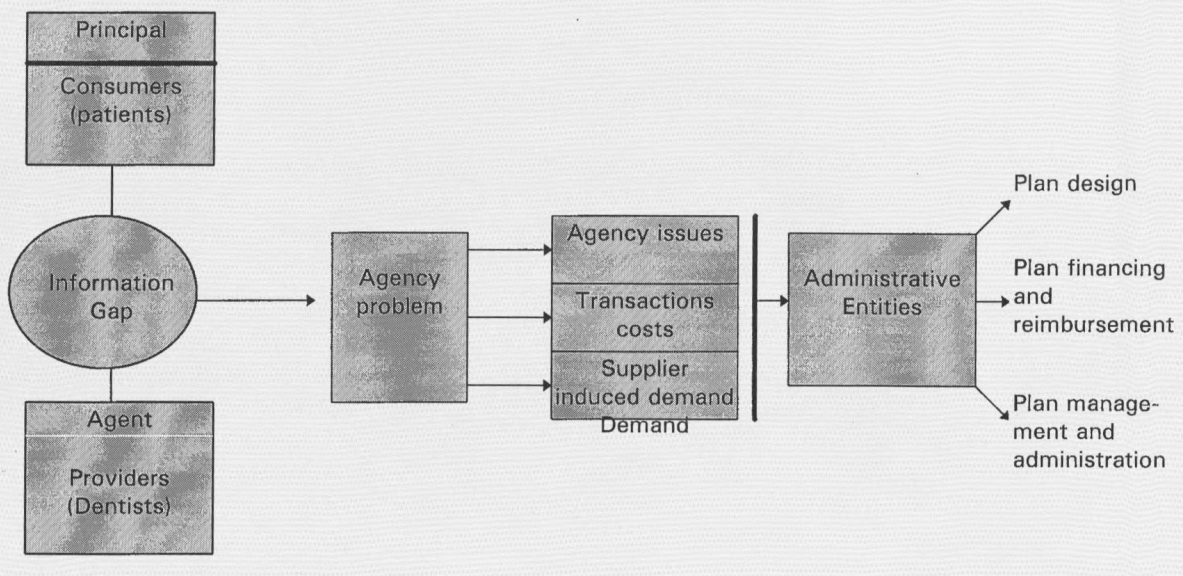 Principal
Consumers
(patients)
Information
Gap
Agent
Providers
(Dentists)
Agency
problem
Agency issues
Transactions
costs
Supplier
induced demand
Demand
Administrative
Entities
Plan design
Plan financing
and
reimbursement
Plan manage-
ment and
administration